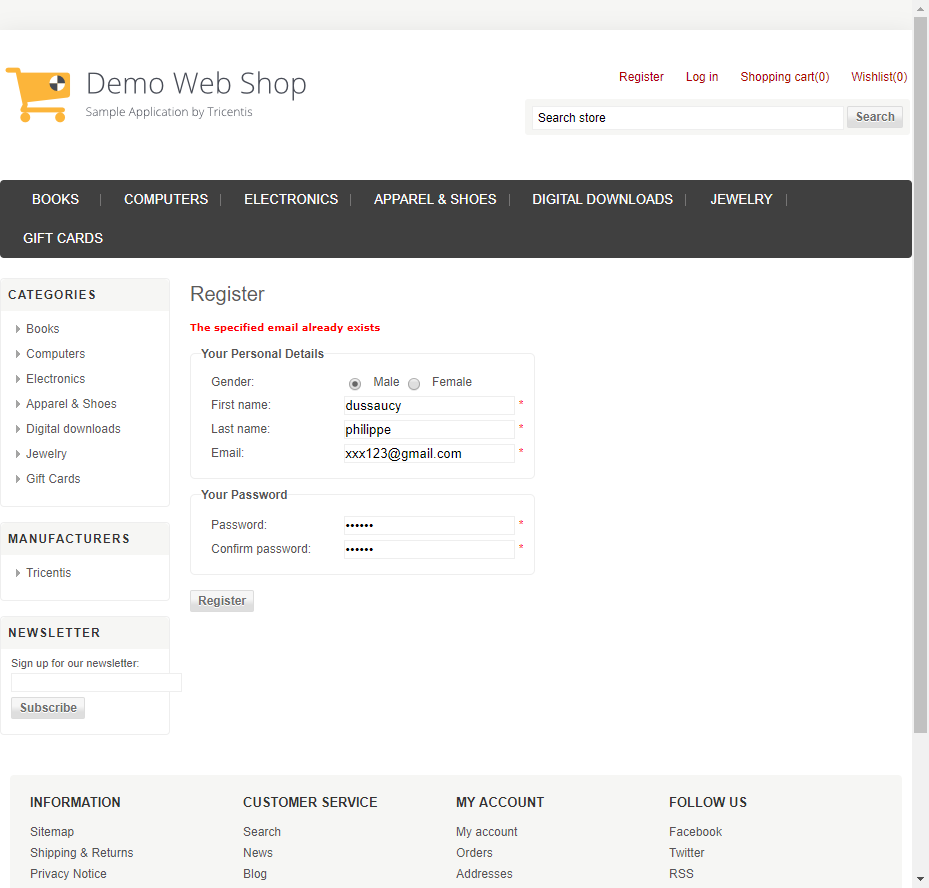 Demo Web Shop
Sample Application by Tricentis
Register Log in Shopping cart(0) Wishlist(0)
Search store Search
BOOKS COMPUTERS ELECTRONICS APPAREL & SHOES DIGITAL DOWNLOADS JEWELRY
GIFT CARDS
CATEGORIES
Books
Computers
Electronics
Apparel & Shoes
Digital downloads
Jewelry
Gift Cards
MANUFACTURERS
Tricentis
NEWSLETTER
Sign up for our newsletter:
Subscribe
Register
The specified email already exists
Your Personal Details
Gender: Male Female
First name: dussaucy *
Last name: philippe *
Email: xxx123@gmail.com *
Your Password
Password: •••••• *
Confirm password: •••••• *
Register
INFORMATION
Sitemap
Shipping & Returns
Privacy Notice
CUSTOMER SERVICE
Search
News
Blog
MY ACCOUNT
My account
Orders
Addresses
FOLLOW US
Facebook
Twitter
RSS